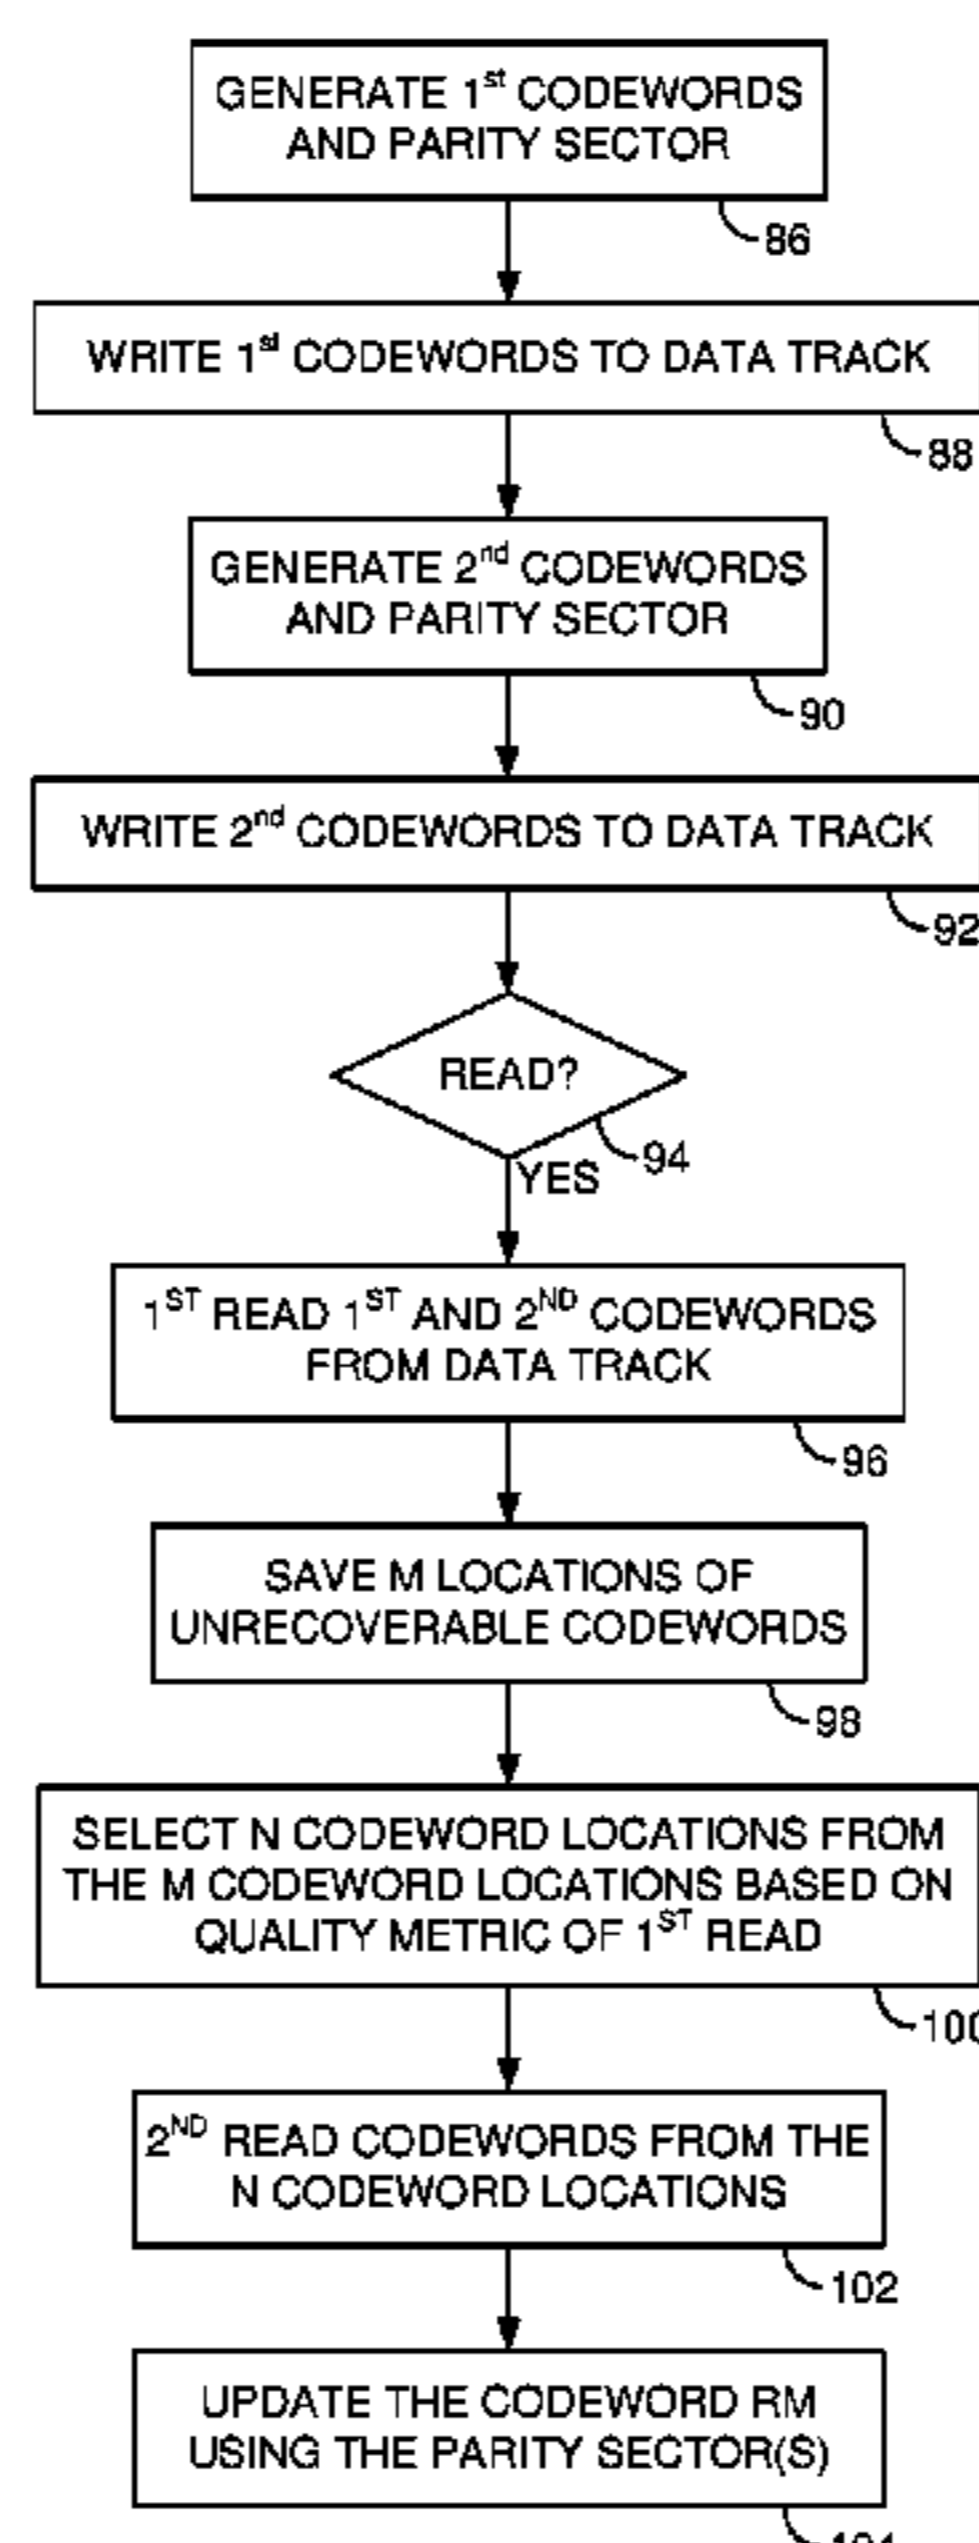 GENERATE 1st CODEWORDS
AND PARITY SECTOR
86
WRITE 1st CODEWORDS TO DATA TRACK
88
GENERATE 2nd CODEWORDS
AND PARITY SECTOR
90
WRITE 2nd CODEWORDS TO DATA TRACK
92
READ?
94
YES
1ST READ 1ST AND 2ND CODEWORDS
FROM DATA TRACK
96
SAVE M LOCATIONS OF
UNRECOVERABLE CODEWORDS
98
SELECT N CODEWORD LOCATIONS FROM
THE M CODEWORD LOCATIONS BASED ON
QUALITY METRIC OF 1ST READ
100
2ND READ CODEWORDS FROM THE
N CODEWORD LOCATIONS
102
UPDATE THE CODEWORD RM
USING THE PARITY SECTOR(S)